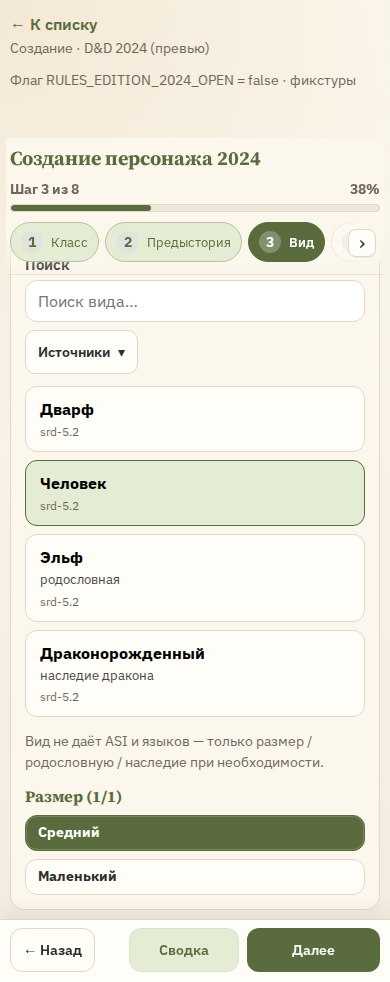 ← К списку
Создание · D&D 2024 (превью)
Флаг RULES_EDITION_2024_OPEN = false · фикстуры
Создание персонажа 2024
Шаг 3 из 8 38%
1 Класс 2 Предыстория 3 Вид ›
Поиск
Поиск вида…
Источники ▾
Дварф
srd-5.2
Человек
srd-5.2
Эльф
родословная
srd-5.2
Драконорожденный
наследие дракона
srd-5.2
Вид не даёт ASI и языков — только размер /
родословную / наследие при необходимости.
Размер (1/1)
Средний
Маленький
← Назад Сводка Далее